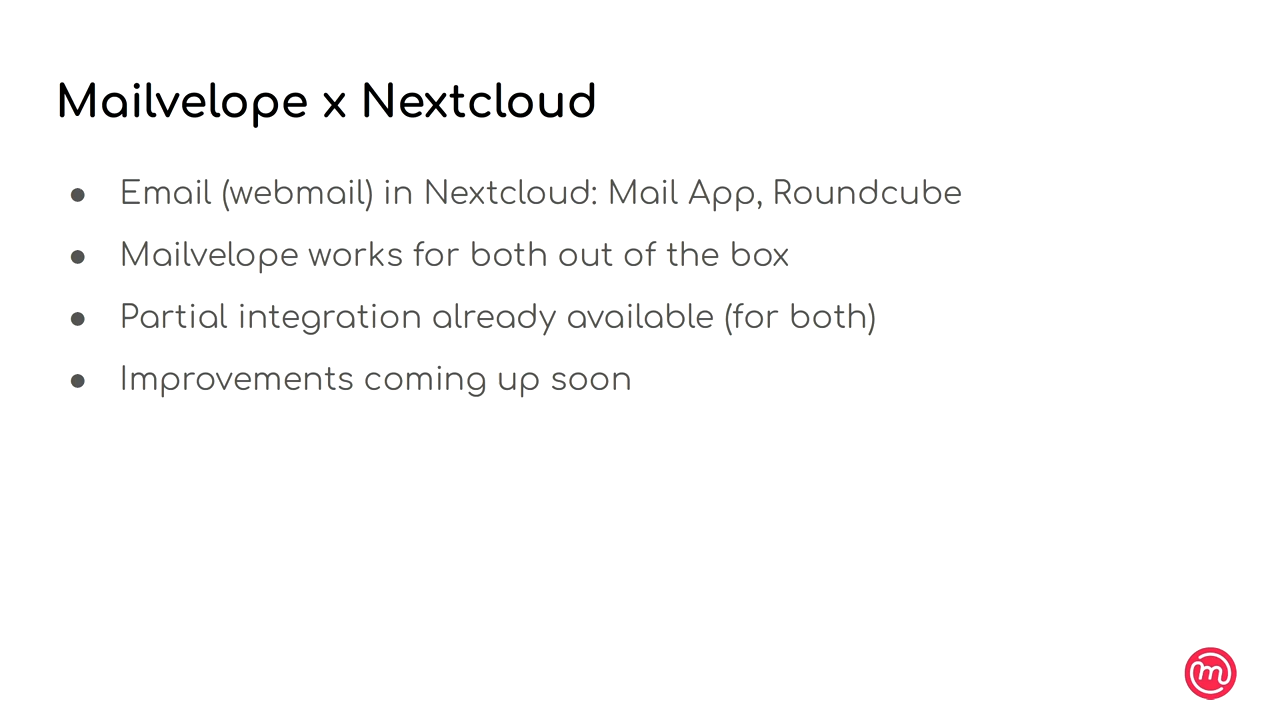 Mailvelope x Nextcloud
● Email (webmail) in Nextcloud: Mail App, Roundcube
● Mailvelope works for both out of the box
● Partial integration already available (for both)
● Improvements coming up soon
m